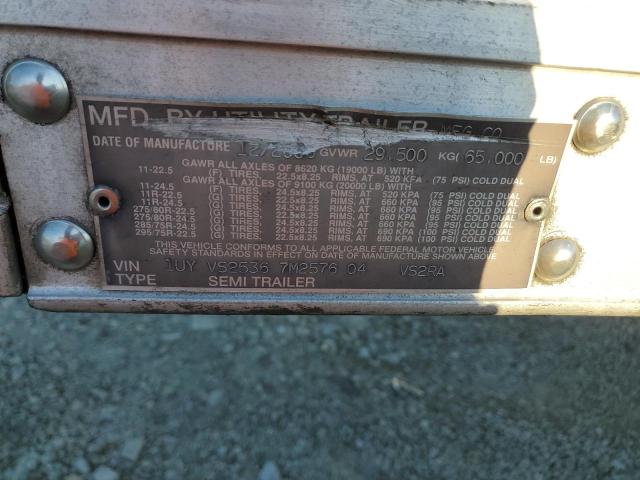 MFD. BY UTILITY TRAILER MFG. CO.
DATE OF MANUFACTURE GVWR 29,500 KG( 65,000 LB)
GAWR ALL AXLES OF 8620 KG (19000 LB) WITH
11-22.5 (F) TIRES, 22.5x8.25 RIMS, AT 520 KPA (75 PSI) COLD DUAL
GAWR ALL AXLES OF 9100 KG (20000 LB) WITH
11-24.5 (F) TIRES, 24.5x8.25 RIMS, AT 520 KPA (75 PSI) COLD DUAL
11R-22.5 (G) TIRES, 22.5x8.25 RIMS, AT 660 KPA (95 PSI) COLD DUAL
11R-24.5 (G) TIRES, 24.5x8.25 RIMS, AT 660 KPA (95 PSI) COLD DUAL
275/80R-22.5 (G) TIRES, 22.5x8.25 RIMS, AT 660 KPA (95 PSI) COLD DUAL
275/80R-24.5 (G) TIRES, 24.5x8.25 RIMS, AT 660 KPA (95 PSI) COLD DUAL
285/75R-24.5 (G) TIRES, 24.5x8.25 RIMS, AT 690 KPA (100 PSI) COLD DUAL
295/75R-22.5 (G) TIRES, 22.5x8.25 RIMS, AT 690 KPA (100 PSI) COLD DUAL
THIS VEHICLE CONFORMS TO ALL APPLICABLE FEDERAL MOTOR VEHICLE
SAFETY STANDARDS IN EFFECT ON DATE OF MANUFACTURE SHOWN ABOVE
VIN 1UY VS2536 7M2576 04 VS2RA
TYPE SEMI TRAILER